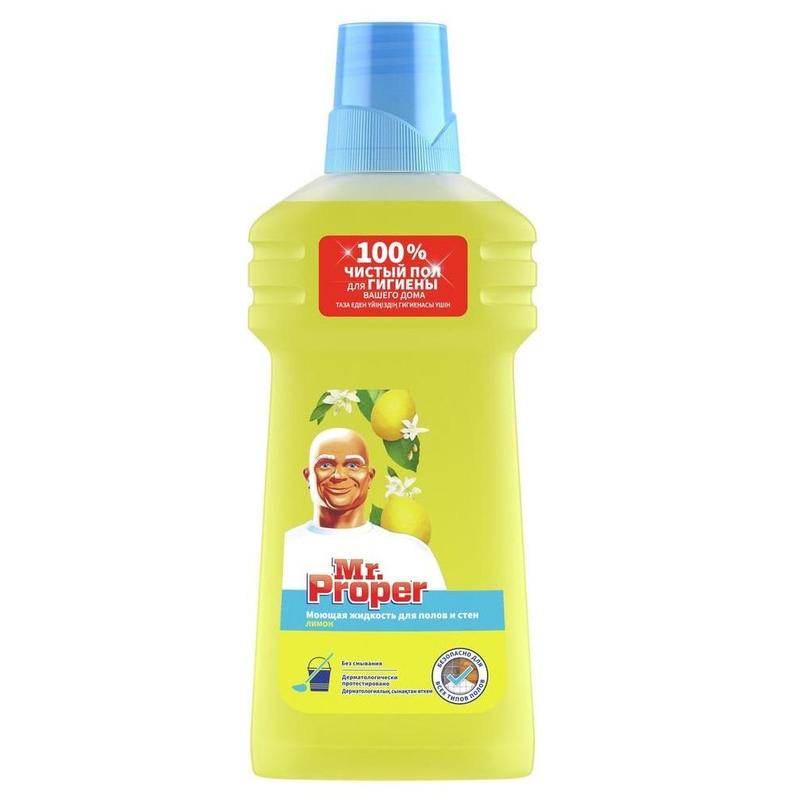 100%
ЧИСТЫЙ ПОЛ
для ГИГИЕНЫ
ВАШЕГО ДОМА
ТАЗА ЕДЕН ҮЙІҢІЗДІҢ ГИГИЕНАСЫ ҮШІН
Mr.
Proper
Моющая жидкость для полов и стен
ЛИМОН
Без смывания
Дерматологически
протестировано
Дерматологиялық сынақтан өткен
БЕЗОПАСНО ДЛЯ
ВСЕХ ТИПОВ ПОЛОВ